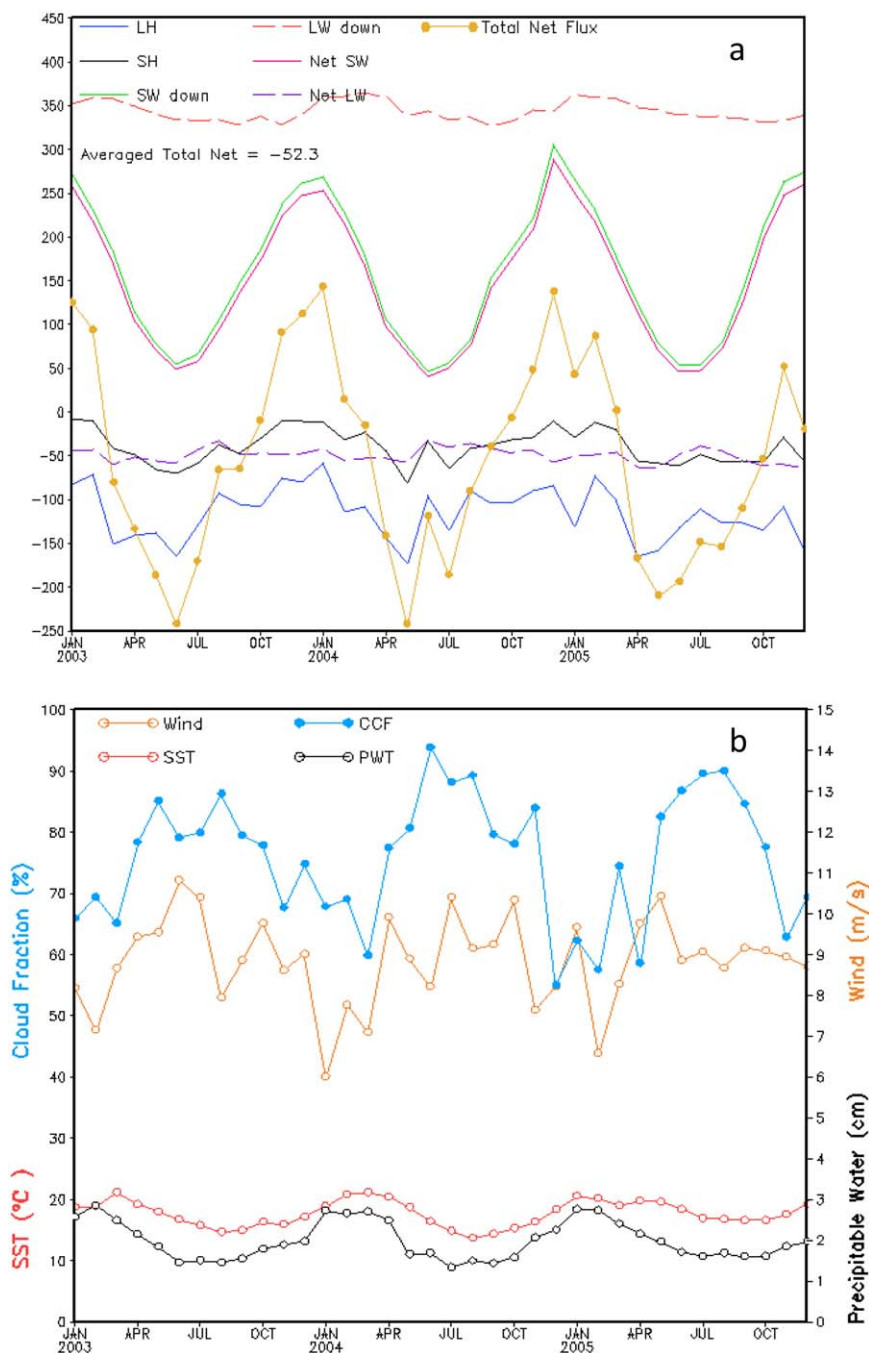 LH LW down Total Net Flux
SH Net SW
SW down Net LW
a
Averaged Total Net = -52.3
450
400
350
300
250
200
150
100
50
0
-50
-100
-150
-200
-250
JAN APR JUL OCT JAN APR JUL OCT JAN APR JUL OCT
2003 2004 2005
b
Wind CCF
SST PWT
Cloud Fraction (%)
SST (°C )
100
90
80
70
60
50
40
30
20
10
0
15
14
13
12
11
10
9
8
7
6
5
4
3
2
1
0
Wind (m/s)
Precipitable Water (cm)
JAN APR JUL OCT JAN APR JUL OCT JAN APR JUL OCT
2003 2004 2005